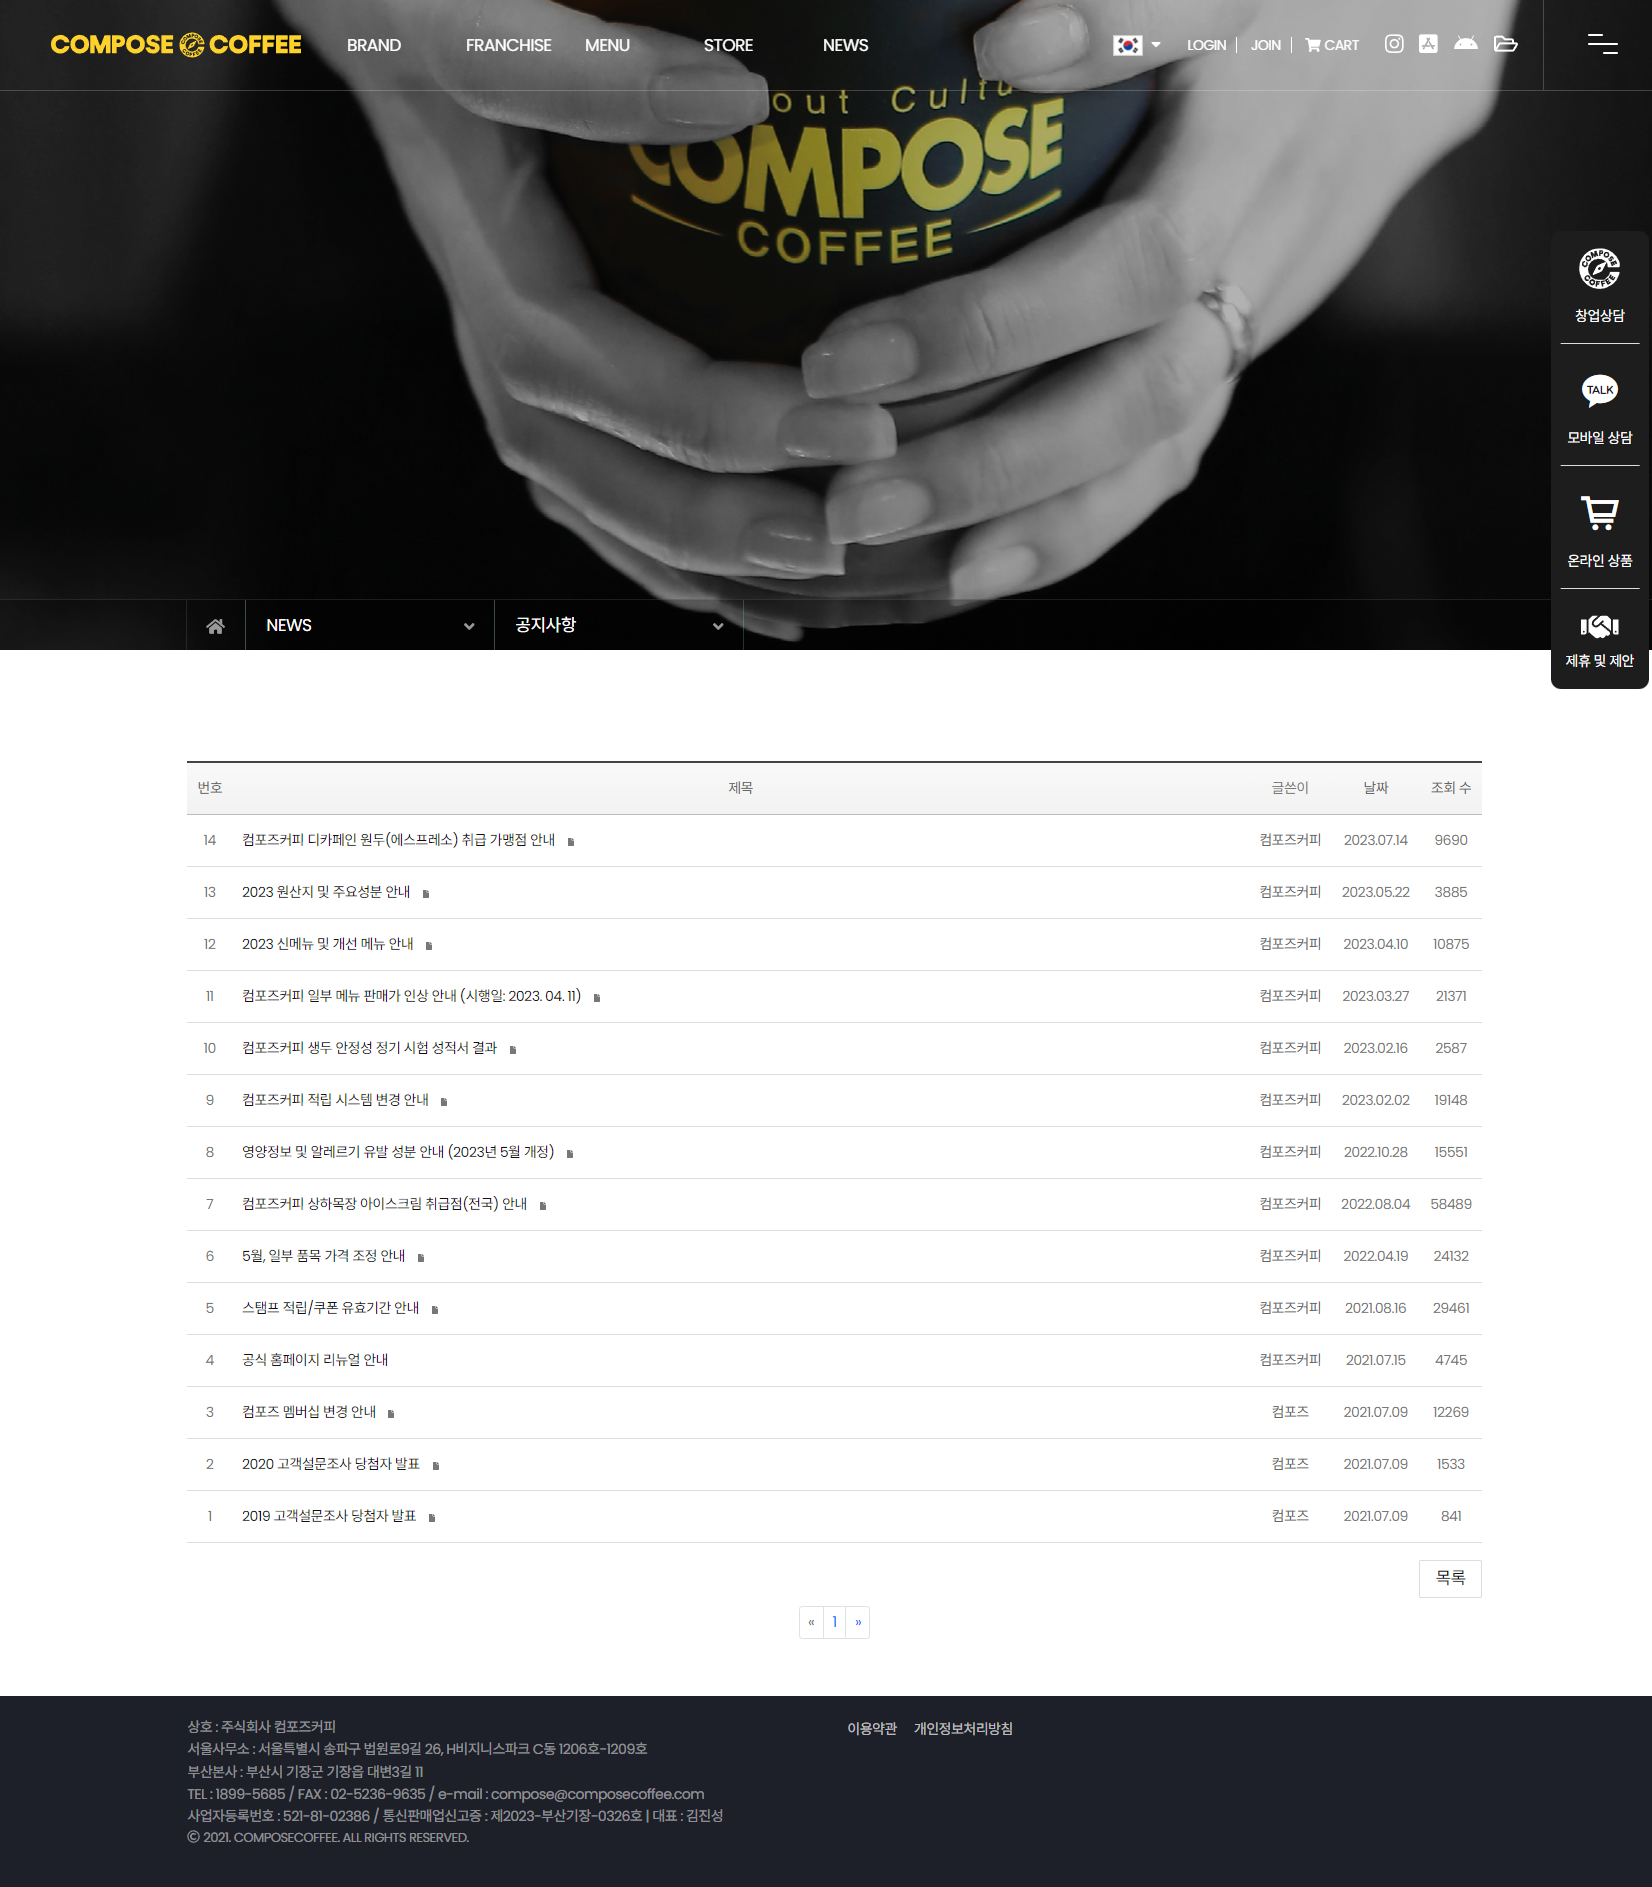 COMPOSE COFFEE BRAND FRANCHISE MENU STORE NEWS LOGIN JOIN CART
out Cultu
COMPOSE
COFFEE
COMPOSE
COFFEE
창업상담
TALK
모바일 상담
온라인 상품
제휴 및 제안
NEWS 공지사항
번호 제목 글쓴이 날짜 조회 수
14 컴포즈커피 디카페인 원두(에스프레소) 취급 가맹점 안내 컴포즈커피 2023.07.14 9690
13 2023 원산지 및 주요성분 안내 컴포즈커피 2023.05.22 3885
12 2023 신메뉴 및 개선 메뉴 안내 컴포즈커피 2023.04.10 10875
11 컴포즈커피 일부 메뉴 판매가 인상 안내 (시행일: 2023. 04. 11) 컴포즈커피 2023.03.27 21371
10 컴포즈커피 생두 안정성 정기 시험 성적서 결과 컴포즈커피 2023.02.16 2587
9 컴포즈커피 적립 시스템 변경 안내 컴포즈커피 2023.02.02 19148
8 영양정보 및 알레르기 유발 성분 안내 (2023년 5월 개정) 컴포즈커피 2022.10.28 15551
7 컴포즈커피 상하목장 아이스크림 취급점(전국) 안내 컴포즈커피 2022.08.04 58489
6 5월, 일부 품목 가격 조정 안내 컴포즈커피 2022.04.19 24132
5 스탬프 적립/쿠폰 유효기간 안내 컴포즈커피 2021.08.16 29461
4 공식 홈페이지 리뉴얼 안내 컴포즈커피 2021.07.15 4745
3 컴포즈 멤버십 변경 안내 컴포즈 2021.07.09 12269
2 2020 고객설문조사 당첨자 발표 컴포즈 2021.07.09 1533
1 2019 고객설문조사 당첨자 발표 컴포즈 2021.07.09 841
목록
« 1 »
상호 : 주식회사 컴포즈커피
서울사무소 : 서울특별시 송파구 법원로9길 26, H비지니스파크 C동 1206호-1209호
부산본사 : 부산시 기장군 기장읍 대변3길 11
TEL : 1899-5685 / FAX : 02-5236-9635 / e-mail : compose@composecoffee.com
사업자등록번호 : 521-81-02386 / 통신판매업신고증 : 제2023-부산기장-0326호 | 대표 : 김진성
© 2021. COMPOSECOFFEE. ALL RIGHTS RESERVED.
이용약관 개인정보처리방침